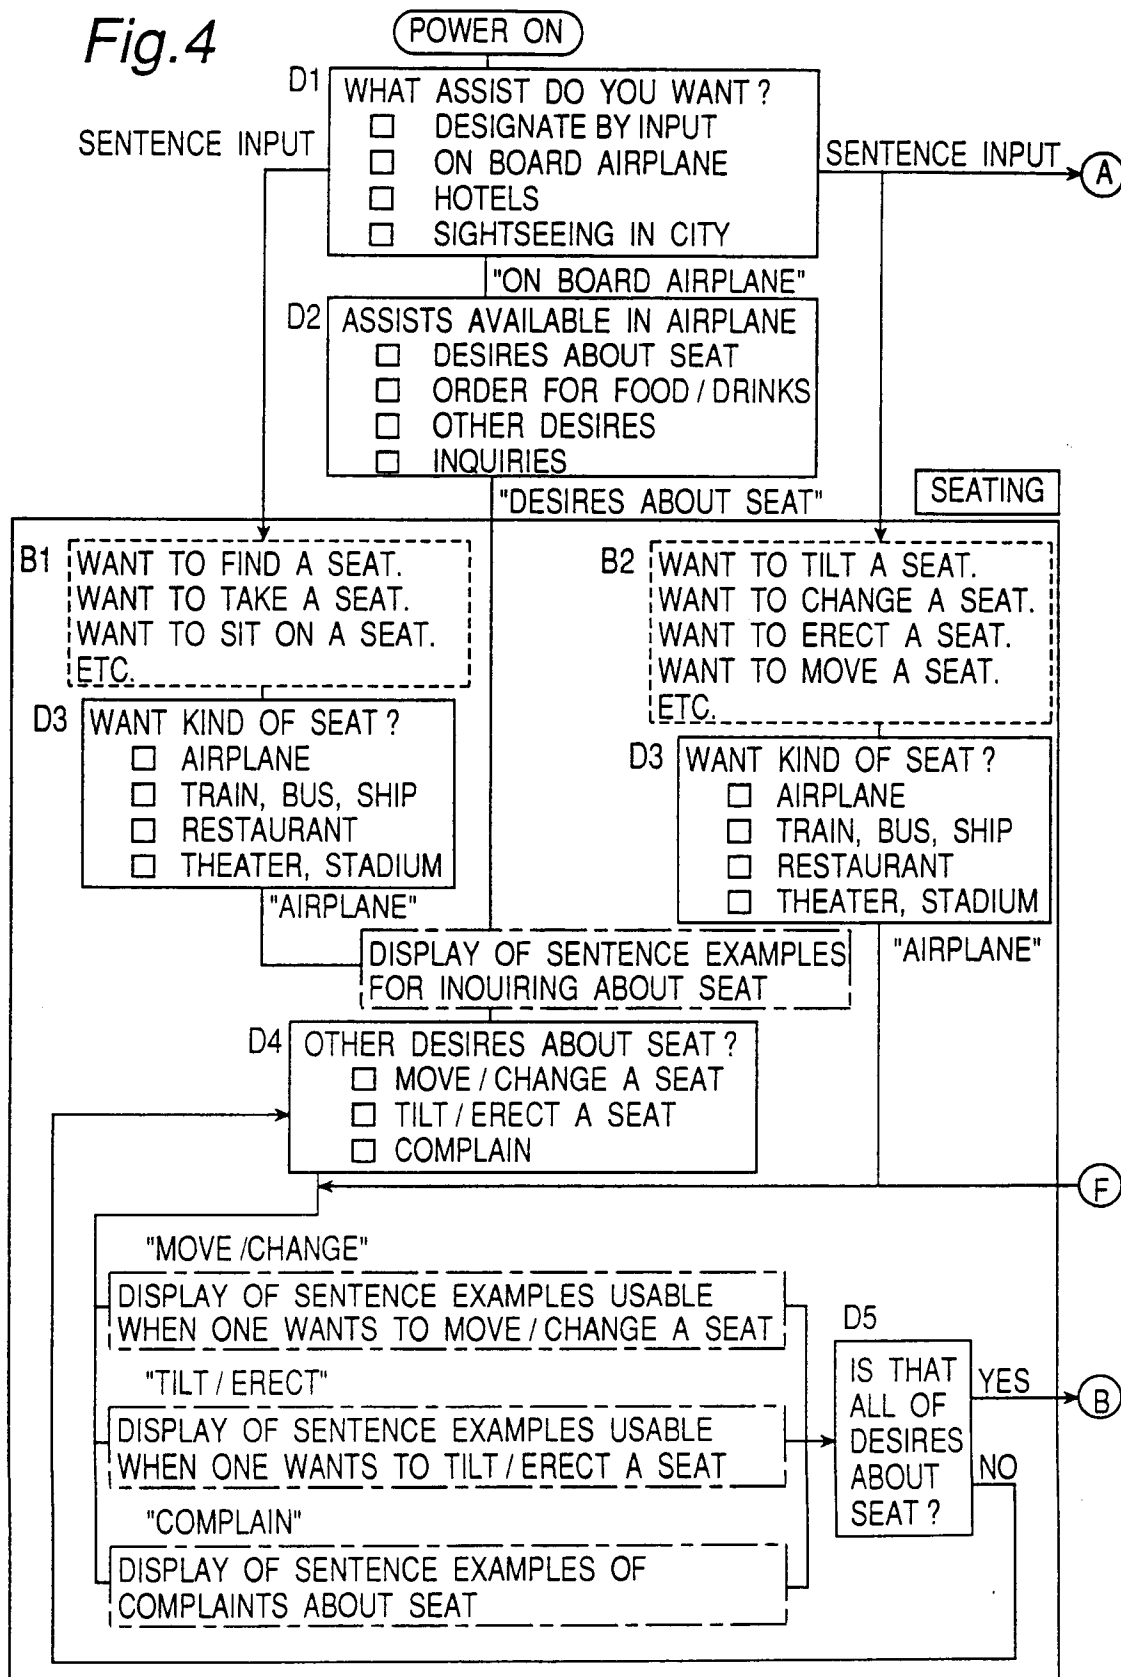 Fig.4
POWER ON
D1
WHAT ASSIST DO YOU WANT?
DESIGNATE BY INPUT
ON BOARD AIRPLANE
HOTELS
SIGHTSEEING IN CITY
SENTENCE INPUT
SENTENCE INPUT
A
"ON BOARD AIRPLANE"
D2
ASSISTS AVAILABLE IN AIRPLANE
DESIRES ABOUT SEAT
ORDER FOR FOOD / DRINKS
OTHER DESIRES
INQUIRIES
"DESIRES ABOUT SEAT"
SEATING
B1
WANT TO FIND A SEAT.
WANT TO TAKE A SEAT.
WANT TO SIT ON A SEAT.
ETC.
B2
WANT TO TILT A SEAT.
WANT TO CHANGE A SEAT.
WANT TO ERECT A SEAT.
WANT TO MOVE A SEAT.
ETC.
D3
WANT KIND OF SEAT?
AIRPLANE
TRAIN, BUS, SHIP
RESTAURANT
THEATER, STADIUM
"AIRPLANE"
D3
WANT KIND OF SEAT?
AIRPLANE
TRAIN, BUS, SHIP
RESTAURANT
THEATER, STADIUM
"AIRPLANE"
DISPLAY OF SENTENCE EXAMPLES
FOR INOUIRING ABOUT SEAT
D4
OTHER DESIRES ABOUT SEAT?
MOVE / CHANGE A SEAT
TILT / ERECT A SEAT
COMPLAIN
F
"MOVE /CHANGE"
DISPLAY OF SENTENCE EXAMPLES USABLE
WHEN ONE WANTS TO MOVE / CHANGE A SEAT
"TILT / ERECT"
DISPLAY OF SENTENCE EXAMPLES USABLE
WHEN ONE WANTS TO TILT / ERECT A SEAT
"COMPLAIN"
DISPLAY OF SENTENCE EXAMPLES OF
COMPLAINTS ABOUT SEAT
D5
IS THAT
ALL OF
DESIRES
ABOUT
SEAT?
YES
B
NO